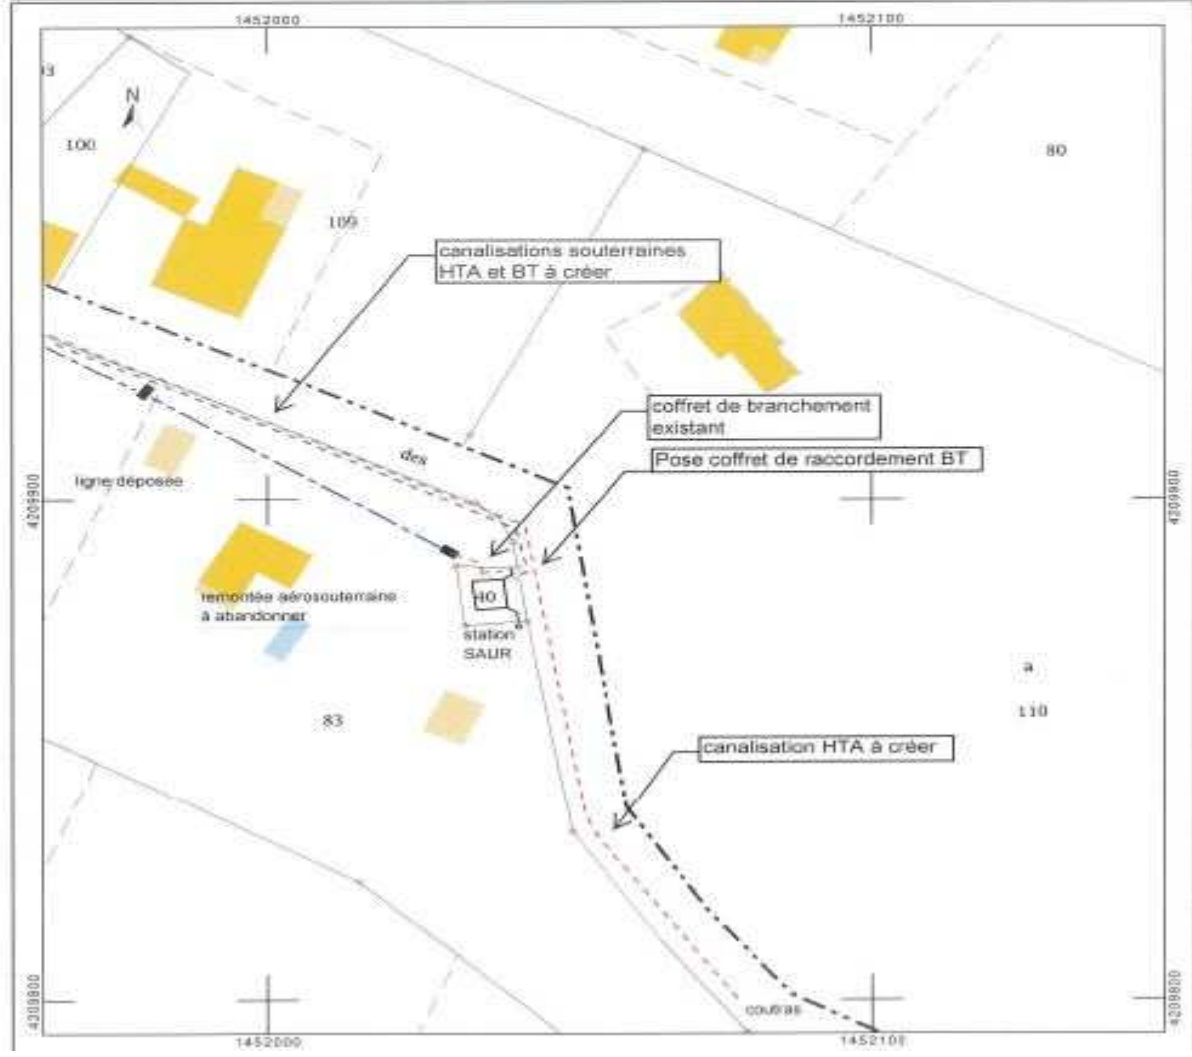 1452000
1452100
N
100
80
109
canalisations souterraines
HTA et BT à créer
coffret de branchement
existant
des
Pose coffret de raccordement BT
ligne déposée
4209900
4209900
remontée aérosouterraine
à abandonner
station
SAUR
a
83
110
canalisation HTA à créer
4209800
4209800
coutras
1452000
1452100